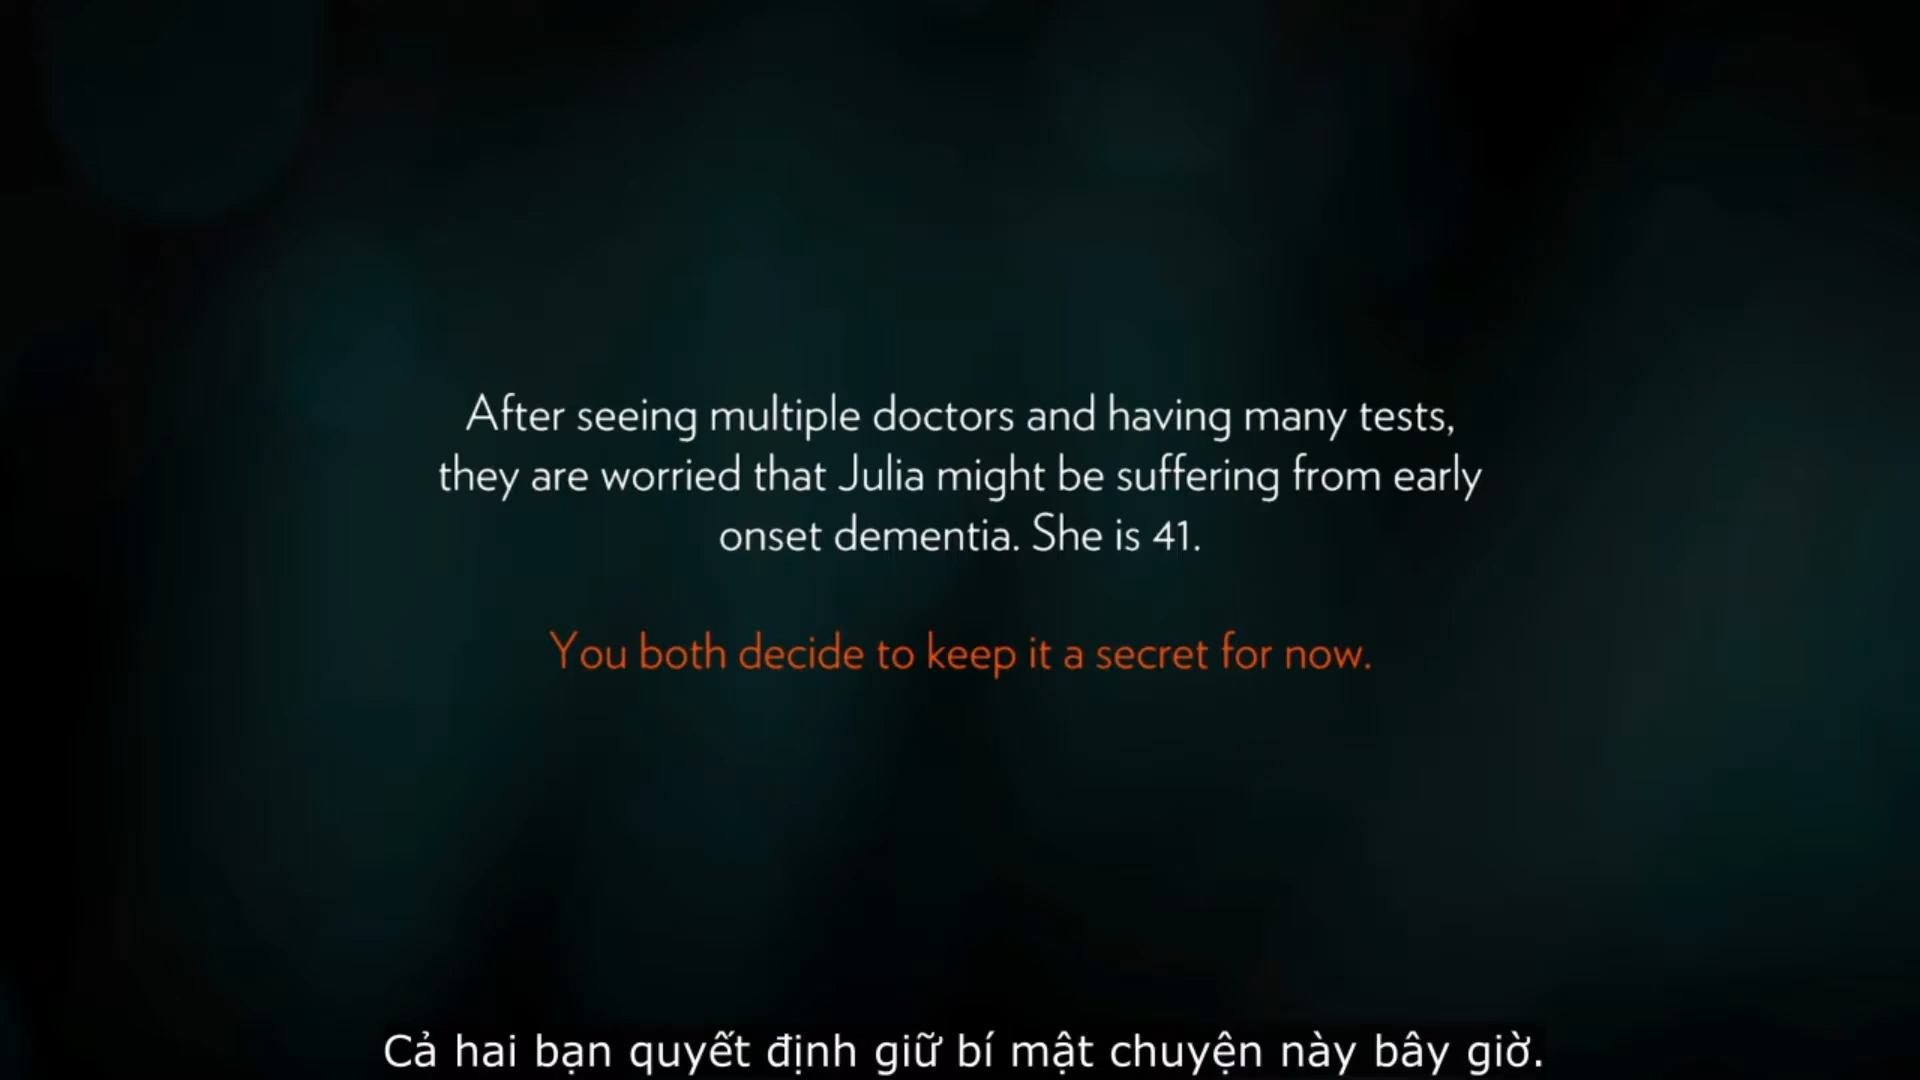 After seeing multiple doctors and having many tests,
they are worried that Julia might be suffering from early
onset dementia. She is 41.
You both decide to keep it a secret for now.
Cả hai bạn quyết định giữ bí mật chuyện này bây giờ.